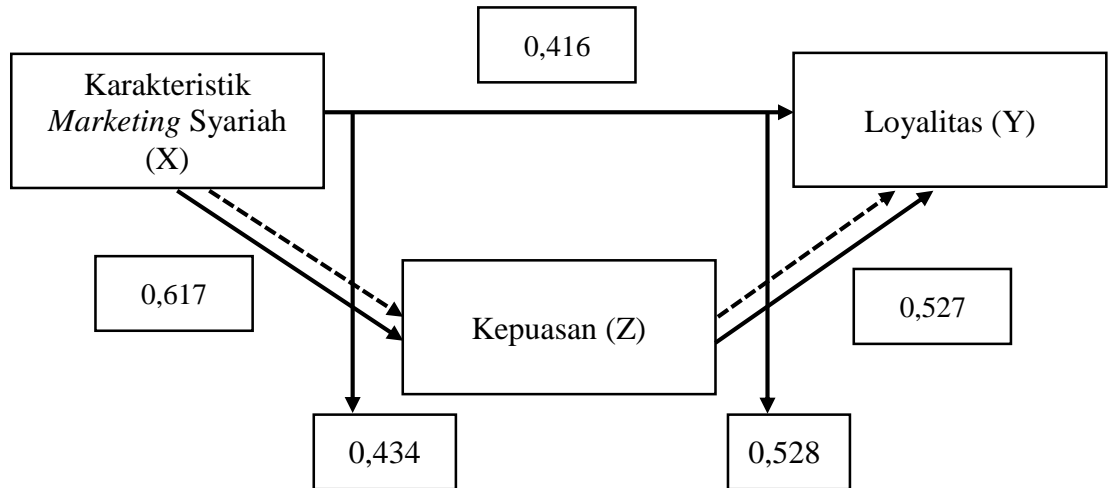 0,416
Karakteristik
Marketing Syariah
(X)
Loyalitas (Y)
0,617
Kepuasan (Z)
0,527
0,434
0,528